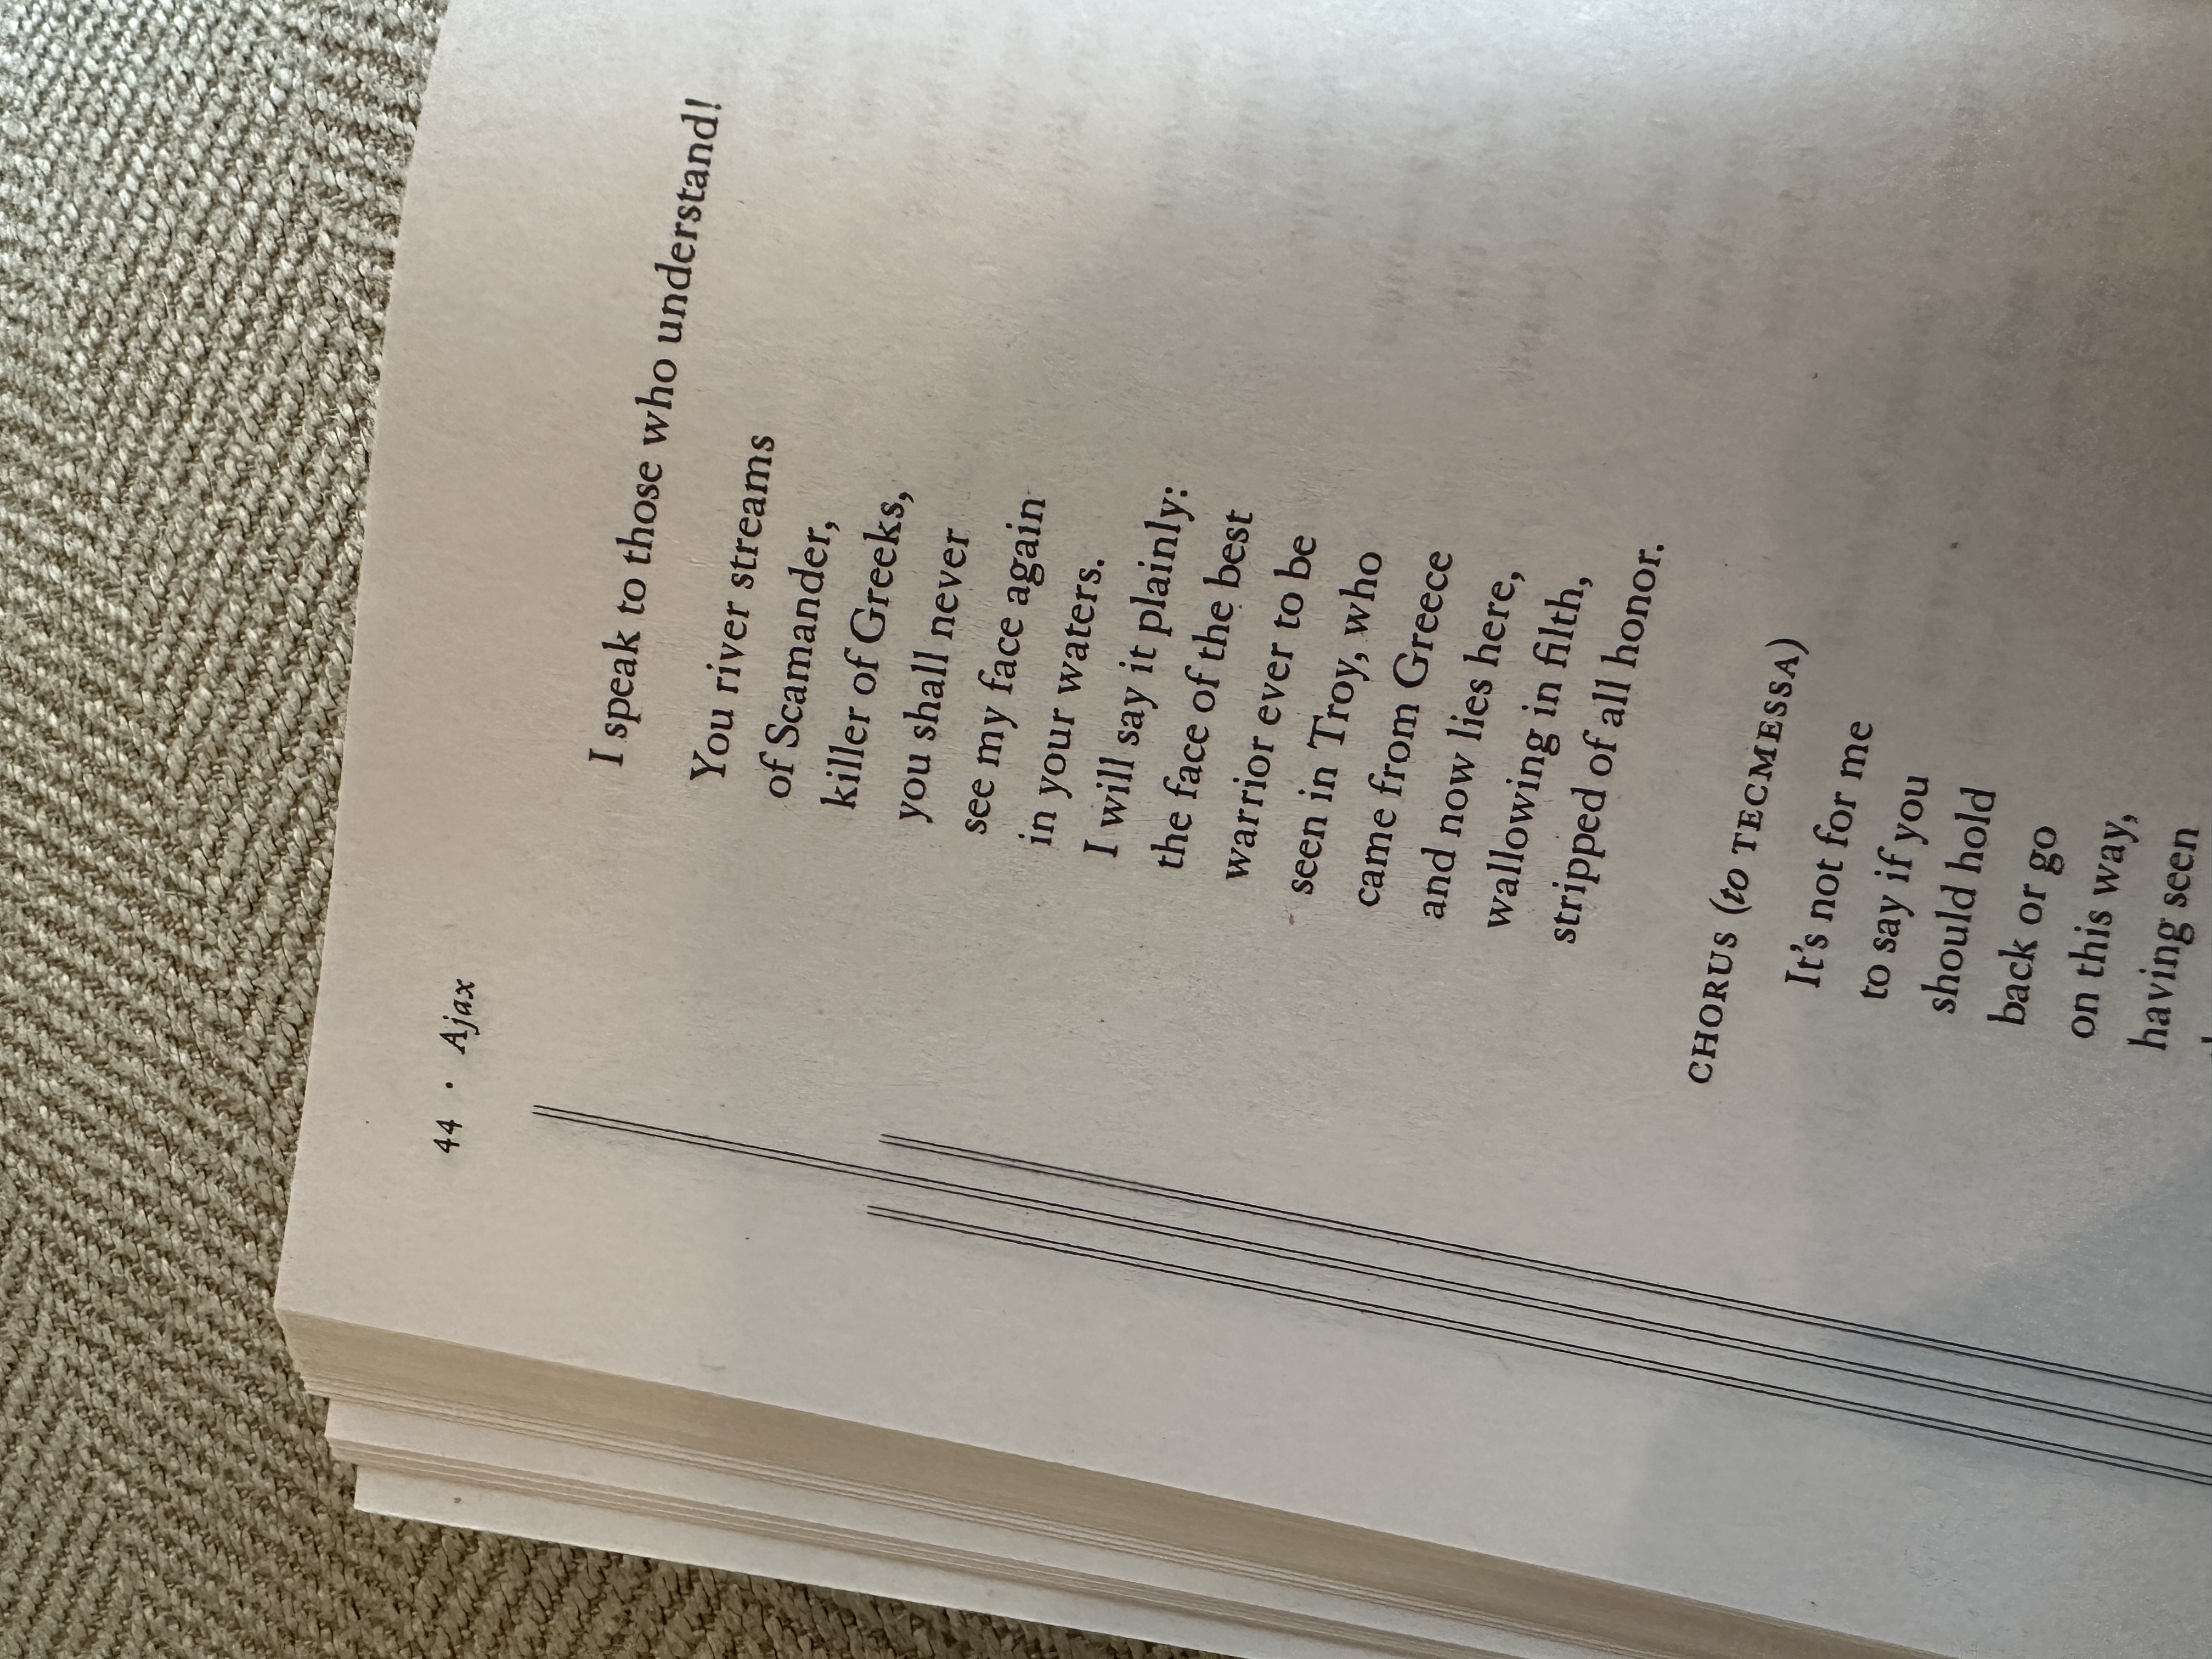 44 · Ajax
I speak to those who understand!
You river streams
of Scamander,
killer of Greeks,
you shall never
see my face again
in your waters.
I will say it plainly:
the face of the best
warrior ever to be
seen in Troy, who
came from Greece
and now lies here,
wallowing in filth,
stripped of all honor.
CHORUS (to TECMESSA)
It's not for me
to say if you
should hold
back or go
on this way,
having seen